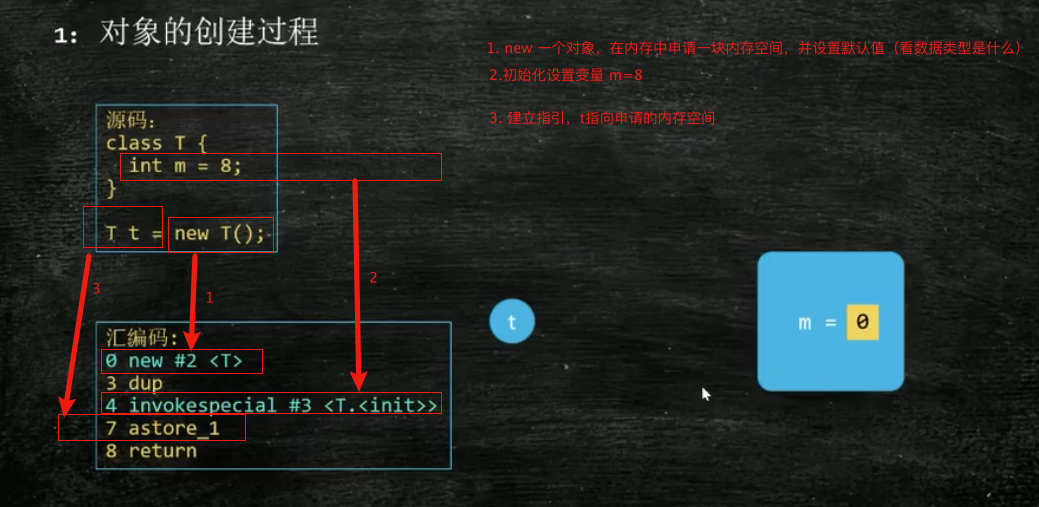 1: 对象的创建过程
1. new 一个对象，在内存中申请一块内存空间，并设置默认值（看数据类型是什么）
2.初始化设置变量 m=8
3. 建立指引，t指向申请的内存空间
源码:
class T {
int m = 8;
}
T t = new T();
3
1
2
汇编码:
0 new #2 <T>
3 dup
4 invokespecial #3 <T.<init>>
7 astore_1
8 return
t
m = 0